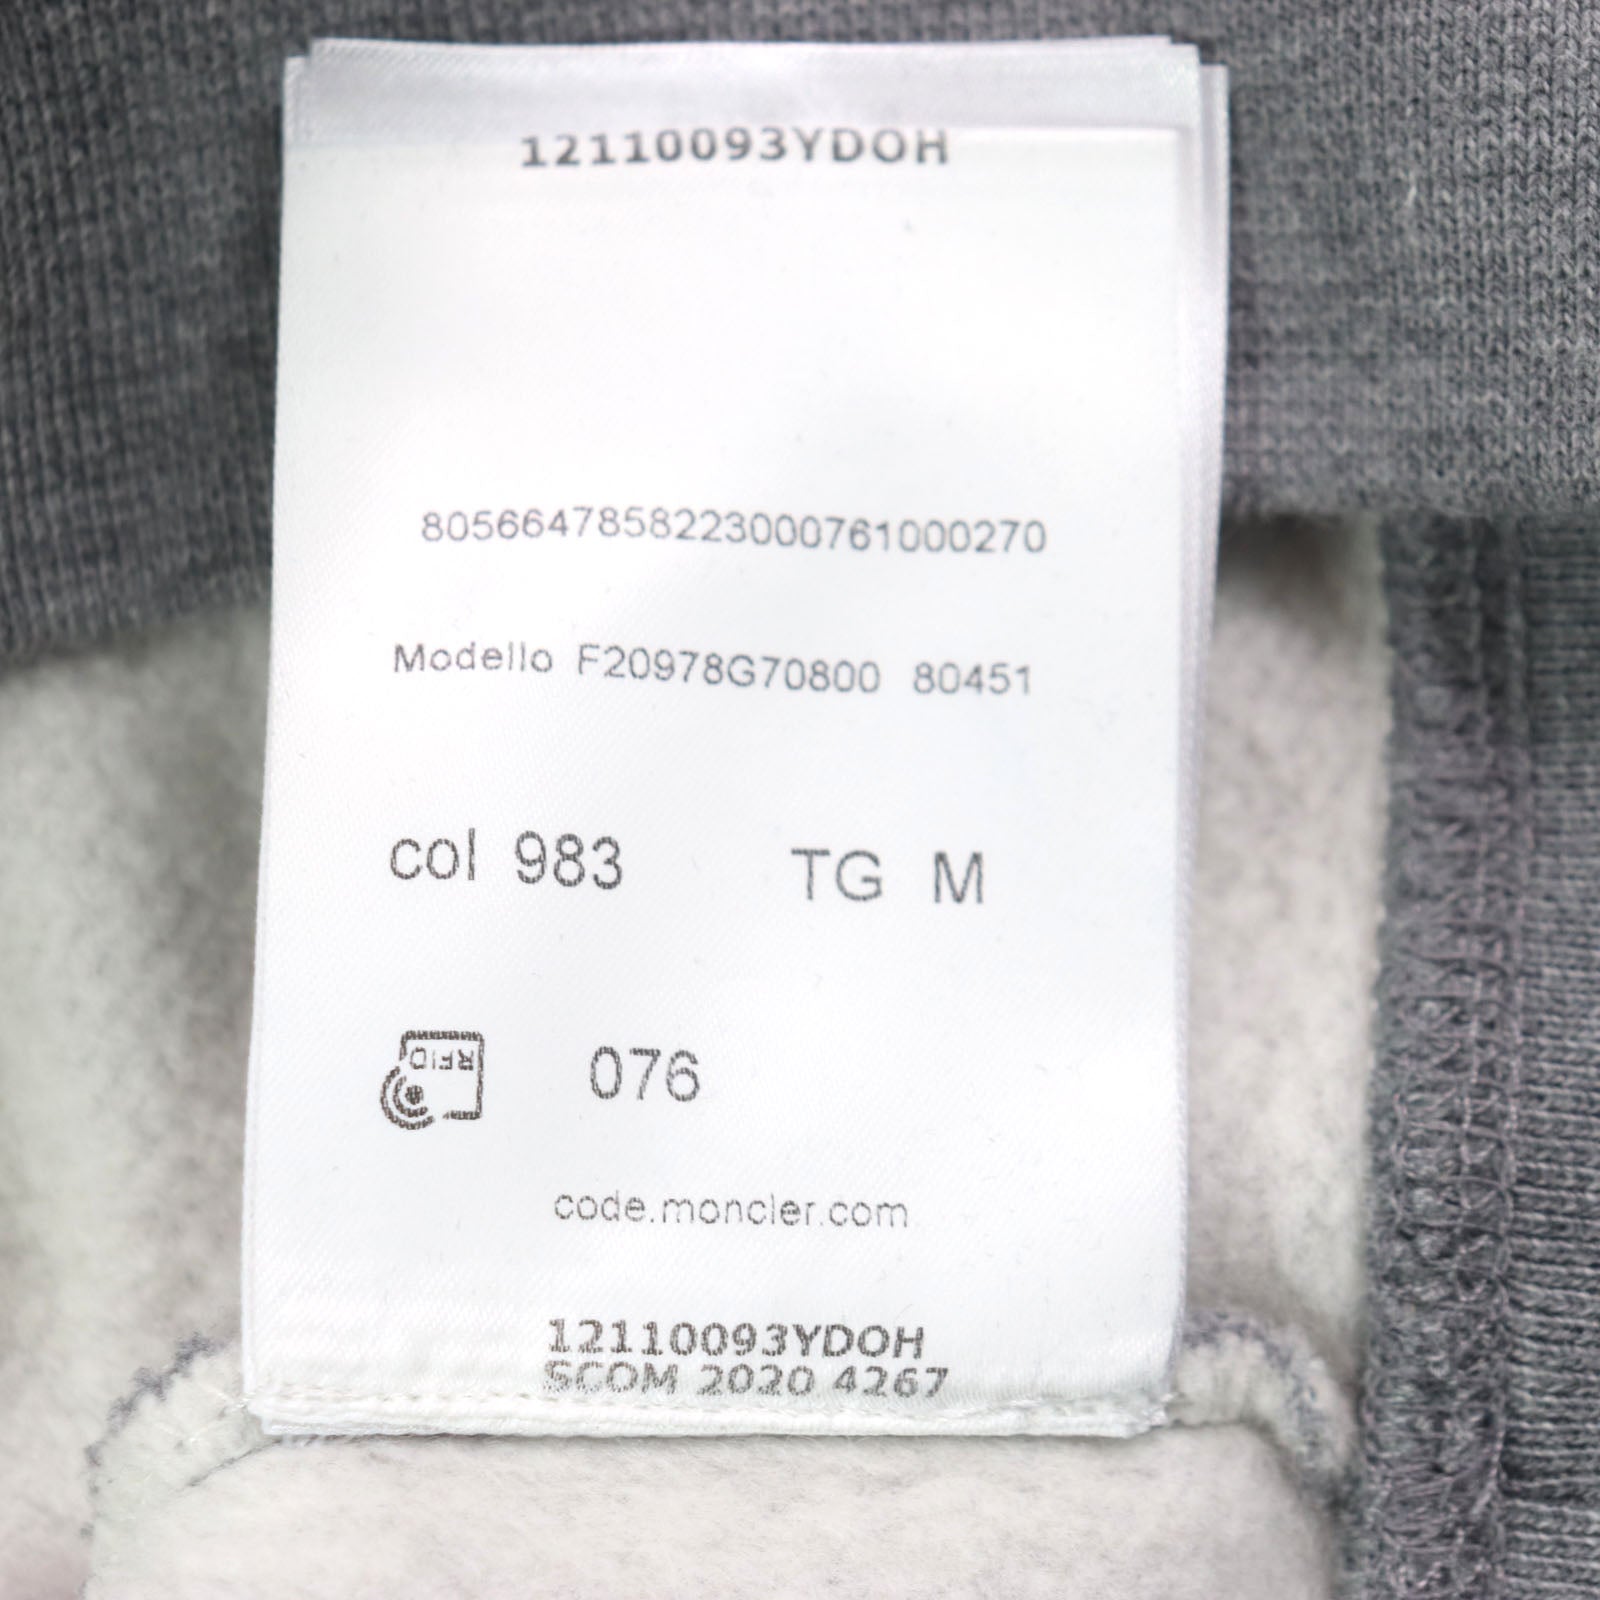 12110093YDOH
8056647858223000761000270
Modello F20978G70800 80451
col 983 TG M
RFID 076
code.moncler.com
12110093YDOH
SCOM 2020 4267